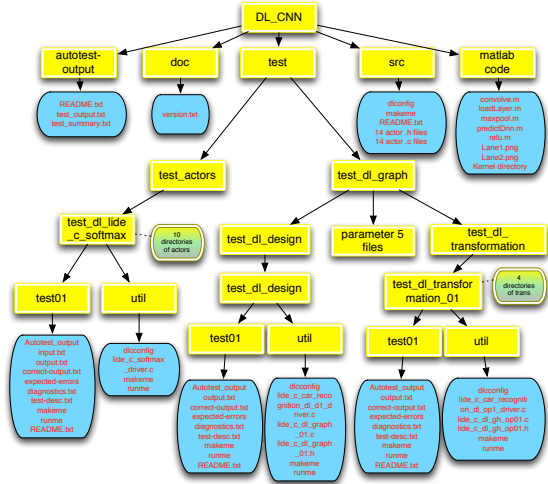 DL_CNN
autotest-
output
doc
test
src
matlab
code
README.txt
test_output.txt
test_summary.txt
version.txt
dlconfig
makeme
README.txt
14 actor .h files
14 actor .c files
convolve.m
loadLayer.m
maxpool.m
predictDnn.m
relu.m
Lane1.png
Lane2.png
Kernel directory
test_actors
test_dl_graph
test_dl_lide
_c_softmax
10
directories
of actors
test_dl_design
parameter 5
files
test_dl_
transformation
test_dl_design
test_dl_transfor
mation_01
4
directories
of trans
test01
util
Autotest_output
input.txt
output.txt
correct-output.txt
expected-errors
diagnostics.txt
test-desc.txt
makeme
runme
README.txt
dlcconfig
lide_c_softmax
_driver.c
makeme
runme
test01
util
Autotest_output
output.txt
correct-output.txt
expected-errors
diagnostics.txt
test-desc.txt
makeme
runme
README.txt
dlcconfig
lide_c_car_reco
gnition_dl_d1_d
river.c
lide_c_dl_graph
_01.c
lide_c_dl_graph
_01.h
makeme
runme
test01
util
Autotest_output
output.txt
correct-output.txt
expected-errors
diagnostics.txt
test-desc.txt
makeme
runme
README.txt
dlcconfig
lide_c_car_recogniti
on_dl_op1_driver.c
lide_c_dl_gh_op01.c
lide_c_dl_gh_op01.h
makeme
runme